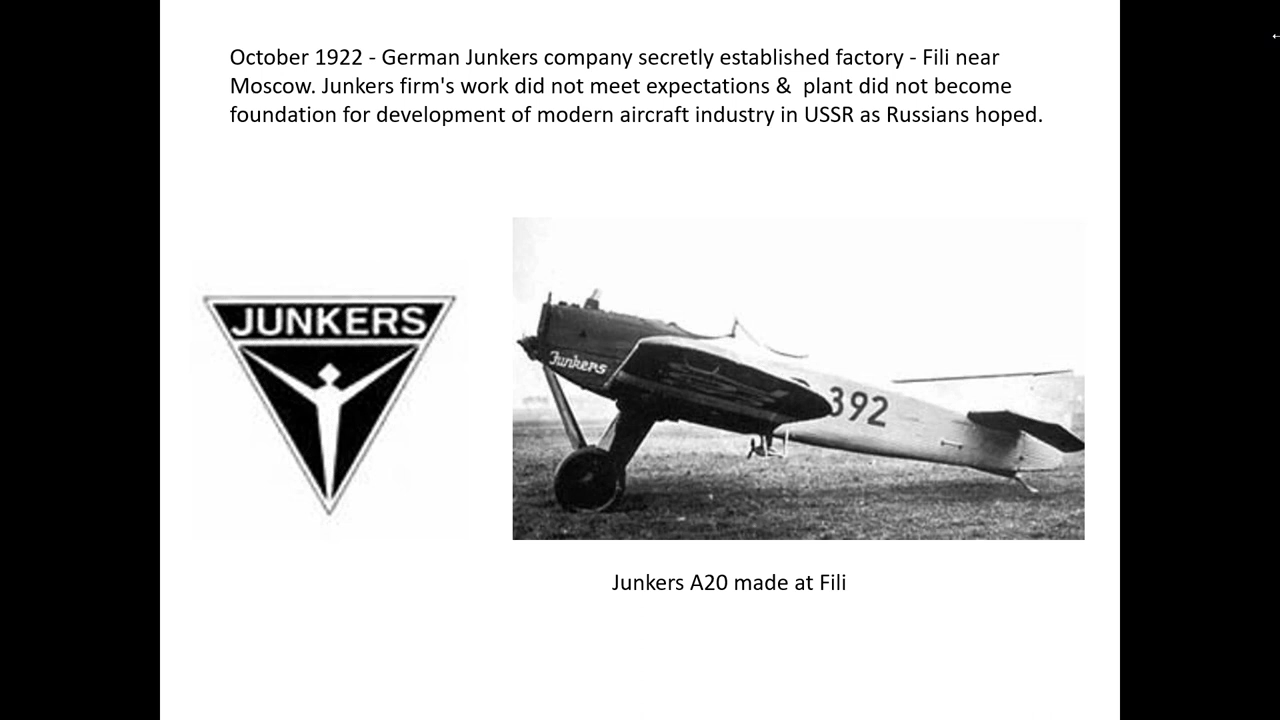 October 1922 - German Junkers company secretly established factory - Fili near
Moscow. Junkers firm's work did not meet expectations &  plant did not become
foundation for development of modern aircraft industry in USSR as Russians hoped.
JUNKERS
Junkers
392
Junkers A20 made at Fili